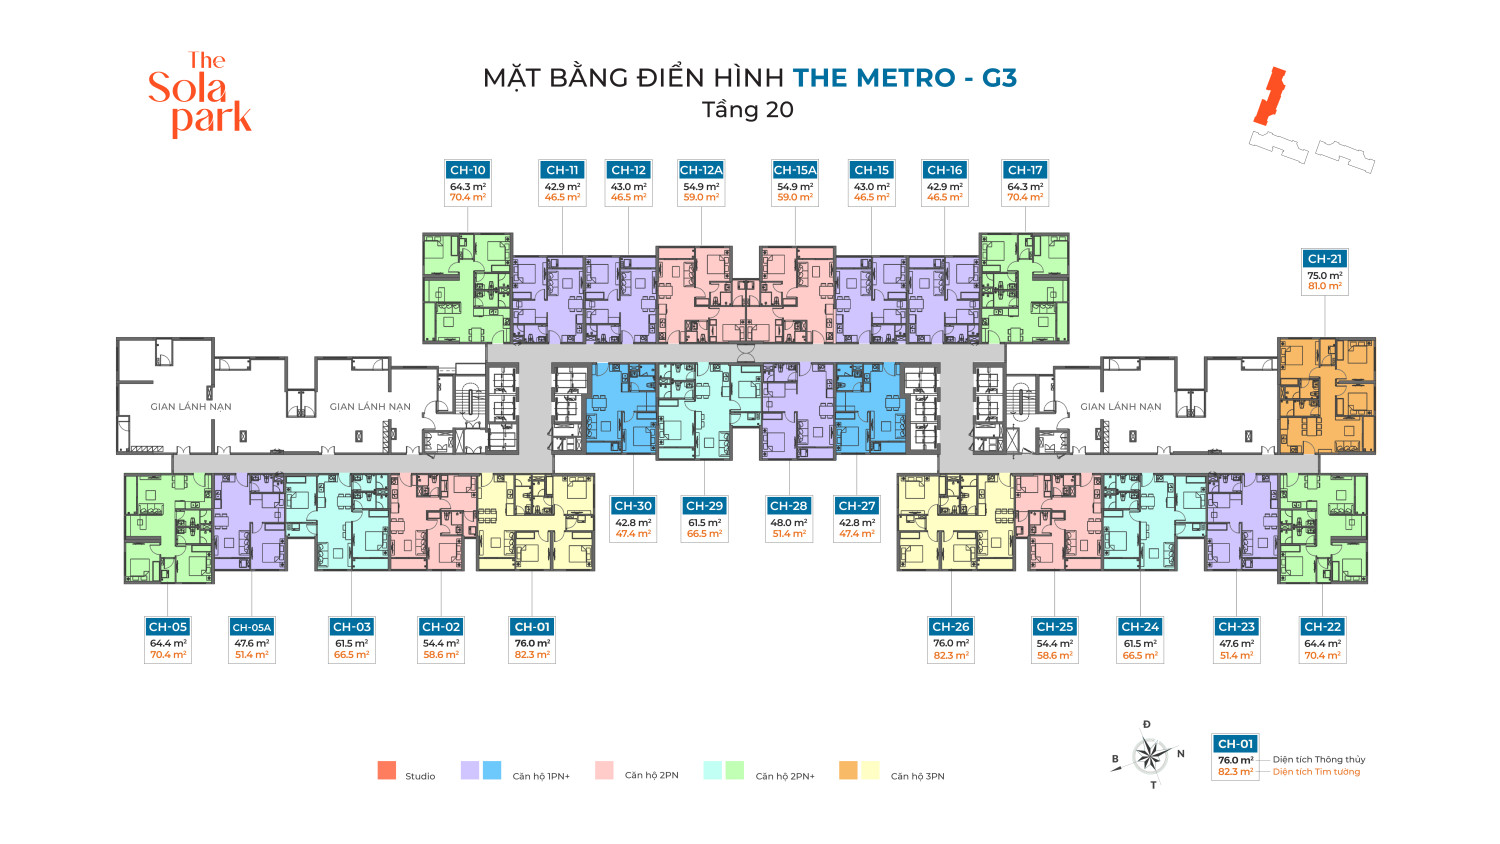 The
Sola
park
MẶT BẰNG ĐIỂN HÌNH THE METRO - G3
Tầng 20
CH-10
64.3 m²
70.4 m²
CH-11
42.9 m²
46.5 m²
CH-12
43.0 m²
46.5 m²
CH-12A
54.9 m²
59.0 m²
CH-15A
54.9 m²
59.0 m²
CH-15
43.0 m²
46.5 m²
CH-16
42.9 m²
46.5 m²
CH-17
64.3 m²
70.4 m²
CH-21
75.0 m²
81.0 m²
GIAN LÁNH NẠN
GIAN LÁNH NẠN
GIAN LÁNH NẠN
CH-30
42.8 m²
47.4 m²
CH-29
61.5 m²
66.5 m²
CH-28
48.0 m²
51.4 m²
CH-27
42.8 m²
47.4 m²
CH-05
64.4 m²
70.4 m²
CH-05A
47.6 m²
51.4 m²
CH-03
61.5 m²
66.5 m²
CH-02
54.4 m²
58.6 m²
CH-01
76.0 m²
82.3 m²
CH-26
76.0 m²
82.3 m²
CH-25
54.4 m²
58.6 m²
CH-24
61.5 m²
66.5 m²
CH-23
47.6 m²
51.4 m²
CH-22
64.4 m²
70.4 m²
Studio
Căn hộ 1PN+
Căn hộ 2PN
Căn hộ 2PN+
Căn hộ 3PN
Đ
B
N
T
CH-01
76.0 m² Diện tích Thông thủy
82.3 m² Diện tích Tim tường